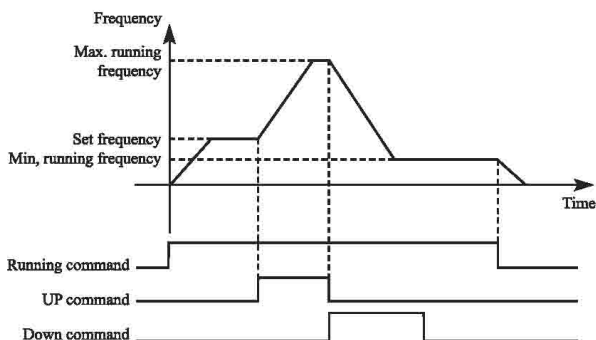 Frequency
Max. running
frequency
Set frequency
Min, running frequency
Time
Running command
UP command
Down command